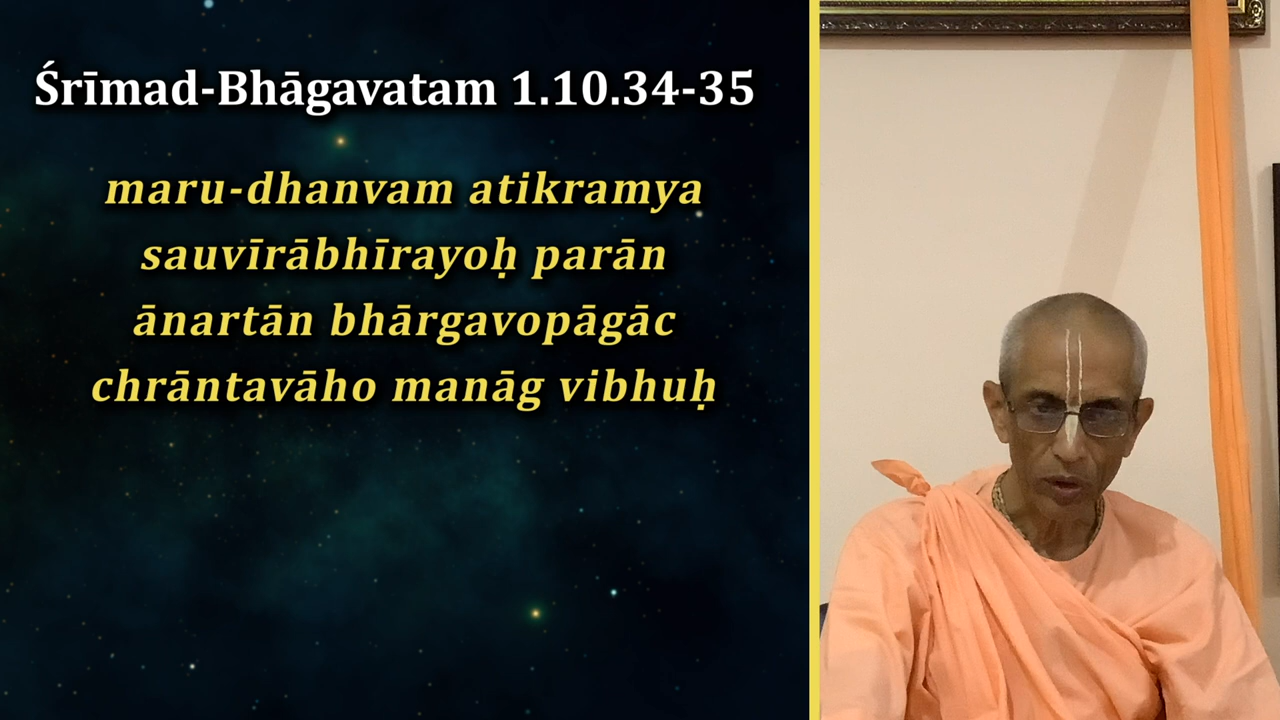 Śrīmad-Bhāgavatam 1.10.34-35
maru-dhanvam atikramya
sauvīrābhīrayoḥ parān
ānartān bhārgavopāgāc
chrāntavāho manāg vibhuḥ